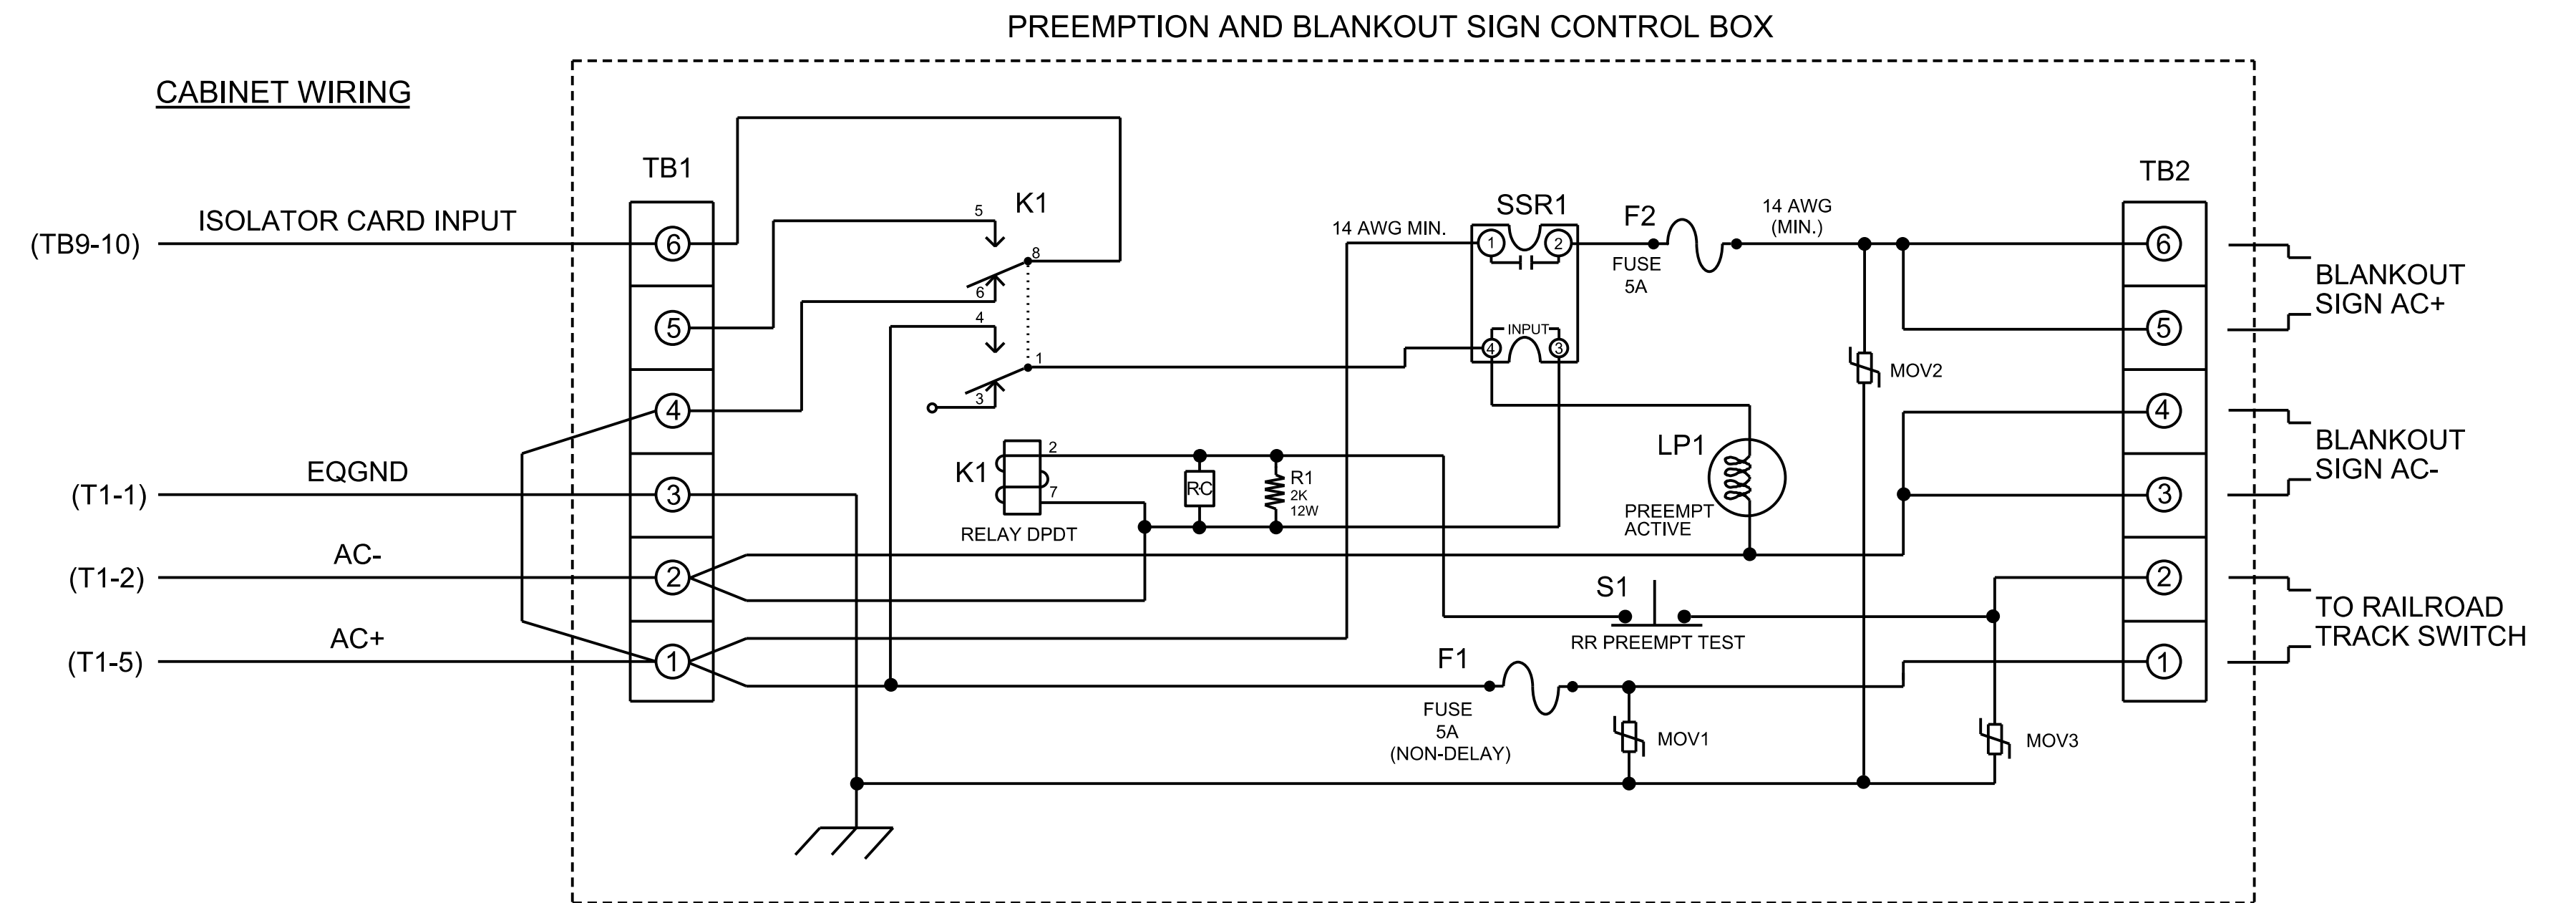 PREEMPTION AND BLANKOUT SIGN CONTROL BOX
CABINET WIRING
TB1
(TB9-10)
ISOLATOR CARD INPUT
6
5
4
(T1-1)
EQGND
3
(T1-2)
AC-
2
(T1-5)
AC+
1
K1
5
8
6
4
1
3
K1
2
7
RELAY DPDT
RC
R1
2K
12W
14 AWG MIN.
SSR1
1
2
INPUT
4
3
F2
FUSE
5A
14 AWG
(MIN.)
MOV2
LP1
PREEMPT
ACTIVE
S1
RR PREEMPT TEST
F1
FUSE
5A
(NON-DELAY)
MOV1
MOV3
TB2
6
5
4
3
2
1
BLANKOUT
SIGN AC+
BLANKOUT
SIGN AC-
TO RAILROAD
TRACK SWITCH